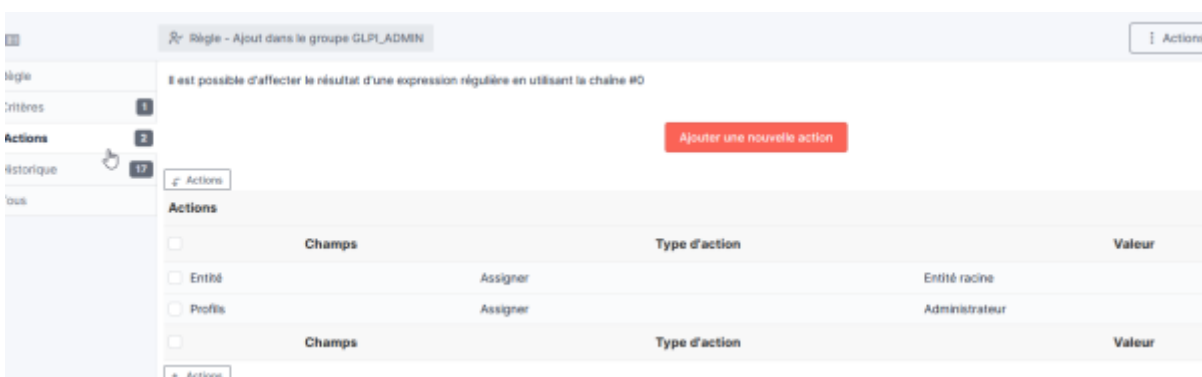 Règle - Ajout dans le groupe GLPI_ADMIN
Actions
Règle
Il est possible d'affecter le résultat d'une expression régulière en utilisant la chaîne #0
Critères 1
Actions 2
Ajouter une nouvelle action
Historique 17
Actions
Tous
Actions
Champs Type d'action Valeur
Entité Assigner Entité racine
Profils Assigner Administrateur
Champs Type d'action Valeur
Actions